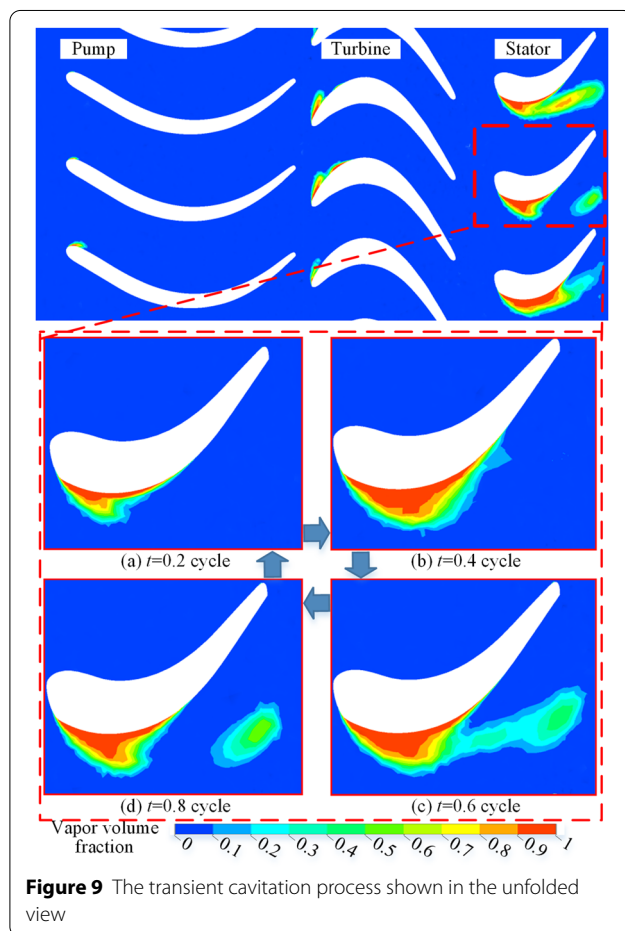 Pump Turbine Stator
(a) t=0.2 cycle (b) t=0.4 cycle
(d) t=0.8 cycle (c) t=0.6 cycle
Vapor volume
fraction
0 0.1 0.2 0.3 0.4 0.5 0.6 0.7 0.8 0.9 1
Figure 9 The transient cavitation process shown in the unfolded
view